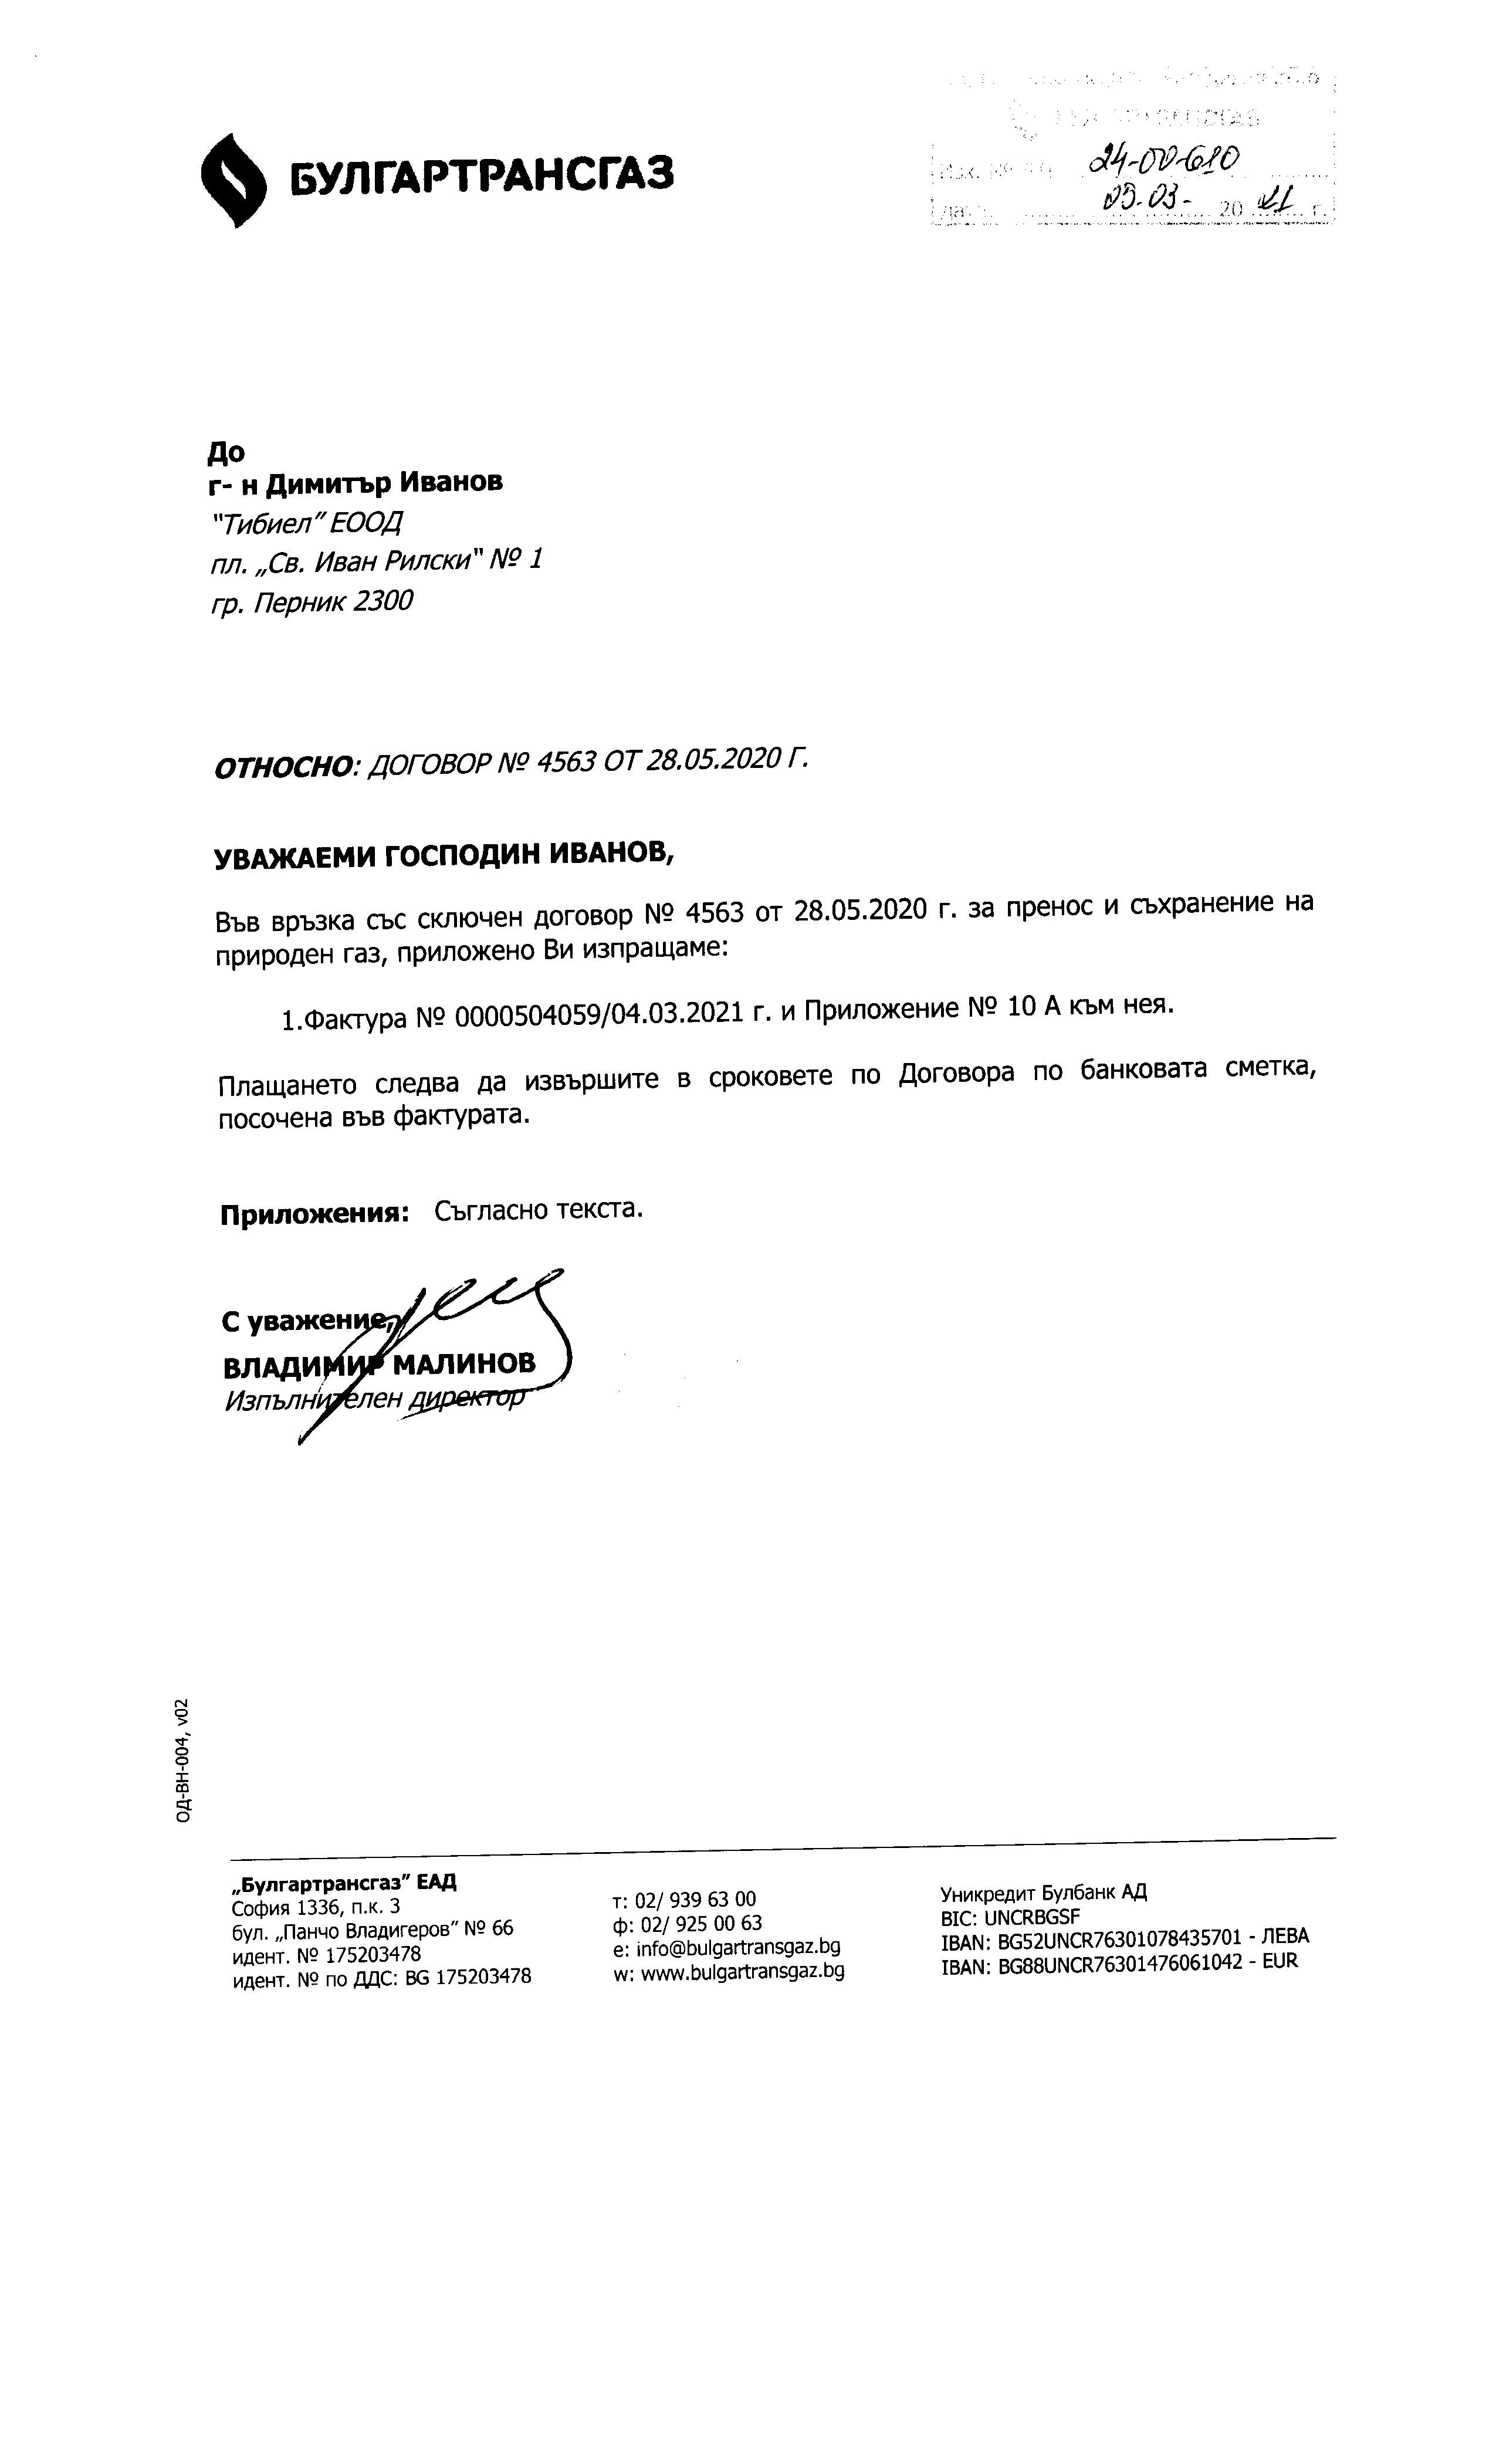 БУЛГАРТРАНСГАЗ
24-00-610
05.03. 20 21 г.
До
г- н Димитър Иванов
"Тибиел" ЕООД
пл. „Св. Иван Рилски" № 1
гр. Перник 2300
ОТНОСНО: ДОГОВОР № 4563 ОТ 28.05.2020 Г.
УВАЖАЕМИ ГОСПОДИН ИВАНОВ,
Във връзка със сключен договор № 4563 от 28.05.2020 г. за пренос и съхранение на
природен газ, приложено Ви изпращаме:
1.Фактура № 0000504059/04.03.2021 г. и Приложение № 10 А към нея.
Плащането следва да извършите в сроковете по Договора по банковата сметка,
посочена във фактурата.
Приложения: Съгласно текста.
С уважение,
ВЛАДИМИР МАЛИНОВ
Изпълнителен директор
ОД-ВН-004, v02
„Булгартрансгаз" ЕАД
София 1336, п.к. 3
бул. „Панчо Владигеров" № 66
идент. № 175203478
идент. № по ДДС: BG 175203478
т: 02/ 939 63 00
ф: 02/ 925 00 63
e: info@bulgartransgaz.bg
w: www.bulgartransgaz.bg
Уникредит Булбанк АД
BIC: UNCRBGSF
IBAN: BG52UNCR76301078435701 - ЛЕВА
IBAN: BG88UNCR76301476061042 - EUR